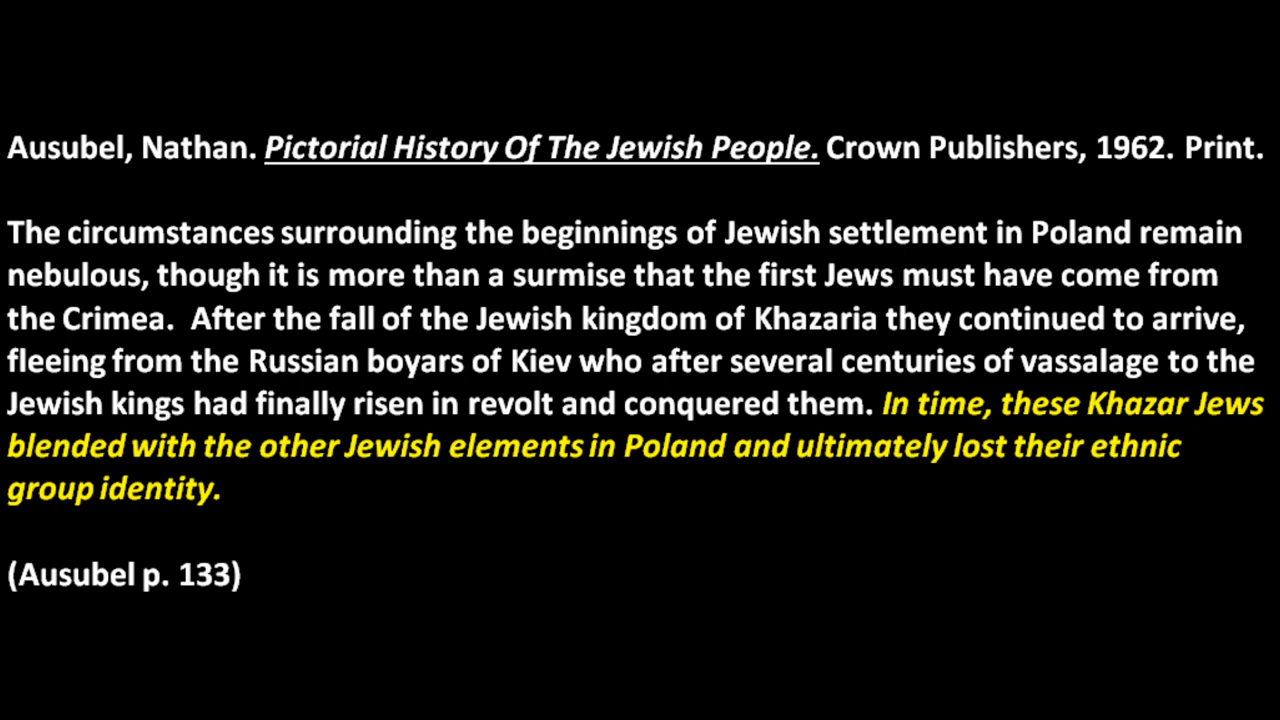 Ausubel, Nathan. Pictorial History Of The Jewish People. Crown Publishers, 1962. Print.
The circumstances surrounding the beginnings of Jewish settlement in Poland remain
nebulous, though it is more than a surmise that the first Jews must have come from
the Crimea. After the fall of the Jewish kingdom of Khazaria they continued to arrive,
fleeing from the Russian boyars of Kiev who after several centuries of vassalage to the
Jewish kings had finally risen in revolt and conquered them. In time, these Khazar Jews
blended with the other Jewish elements in Poland and ultimately lost their ethnic
group identity.
(Ausubel p. 133)